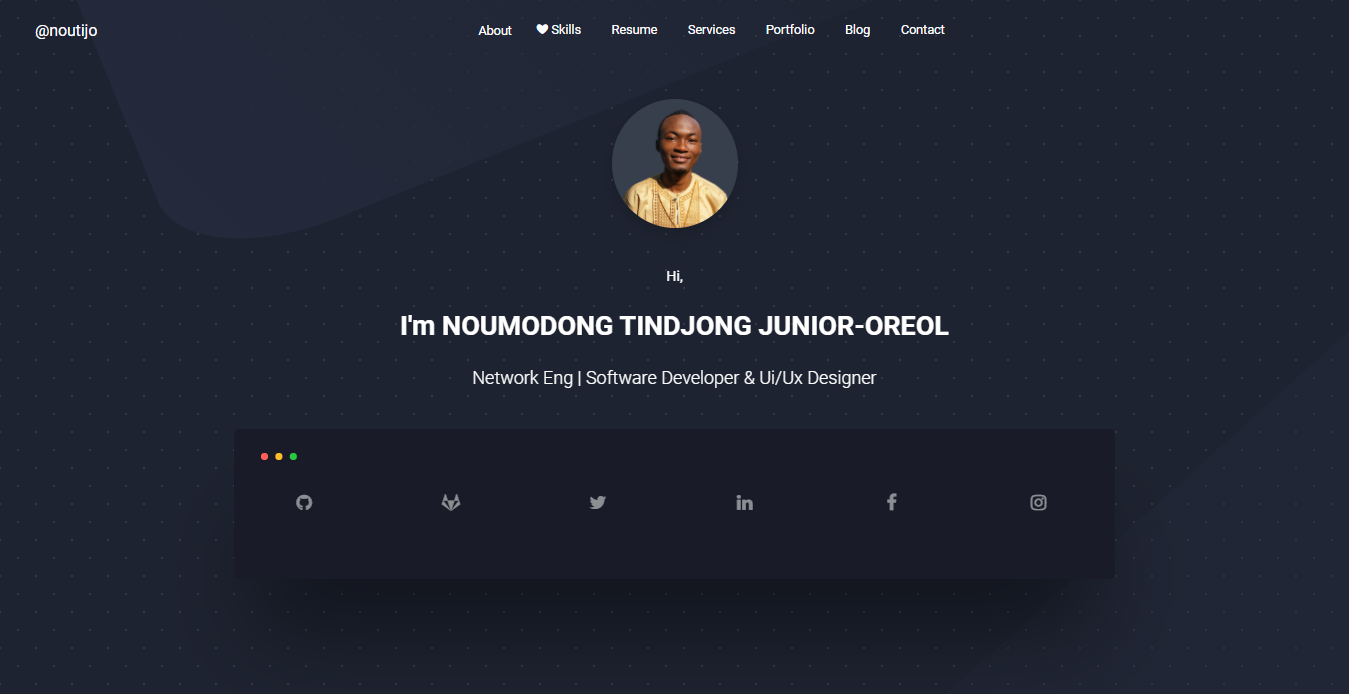 @noutijo
About Skills Resume Services Portfolio Blog Contact
Hi,
I'm NOUMODONG TINDJONG JUNIOR-OREOL
Network Eng | Software Developer & Ui/Ux Designer